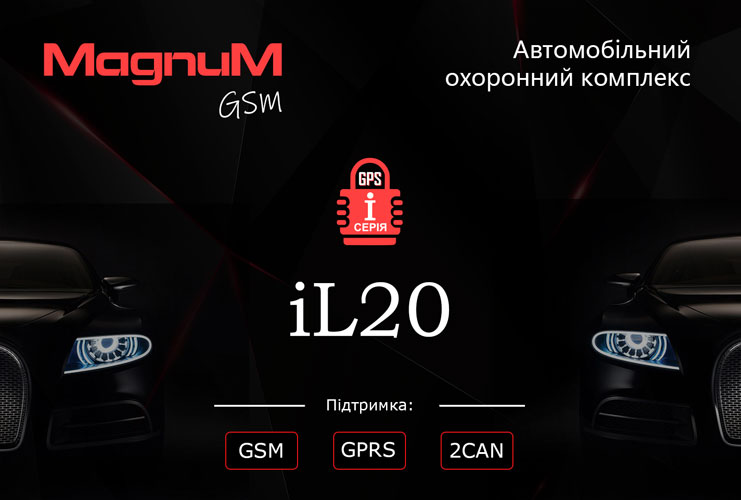 MagnuM
GSM
Автомобільний
охоронний комплекс
GPS
i
СЕРІЯ
iL20
Підтримка:
GSM
GPRS
2CAN